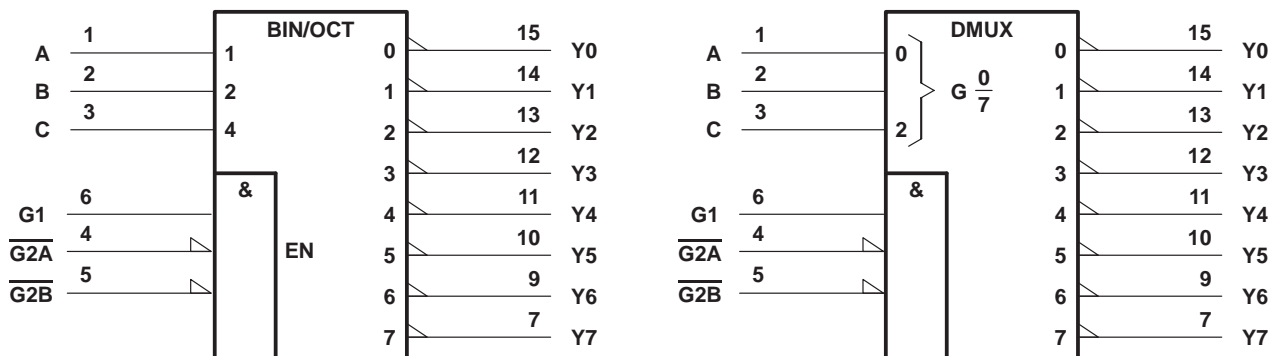 BIN/OCT
A 1 1 0 15 Y0
B 2 2 1 14 Y1
C 3 4 2 13 Y2
3 12 Y3
&
G1 6 4 11 Y4
G2A 4 EN 5 10 Y5
G2B 5 6 9 Y6
7 7 Y7
DMUX
A 1 0 0 15 Y0
B 2 G 0/7 1 14 Y1
C 3 2 2 13 Y2
3 12 Y3
&
G1 6 4 11 Y4
G2A 4 5 10 Y5
G2B 5 6 9 Y6
7 7 Y7